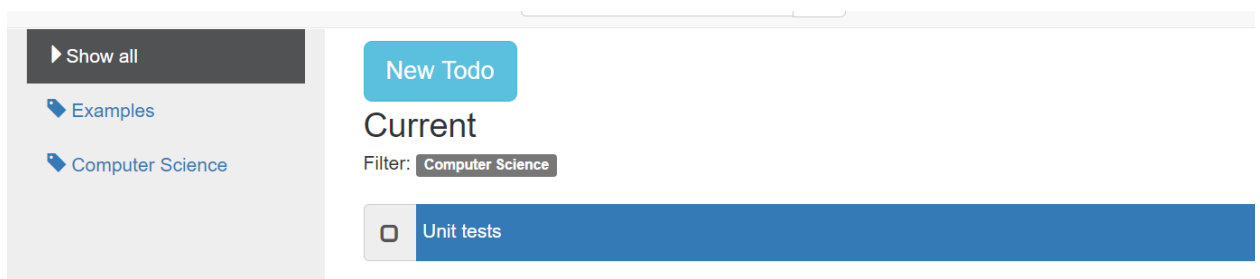 Show all
Examples
Computer Science
New Todo
Current
Filter: Computer Science
Unit tests